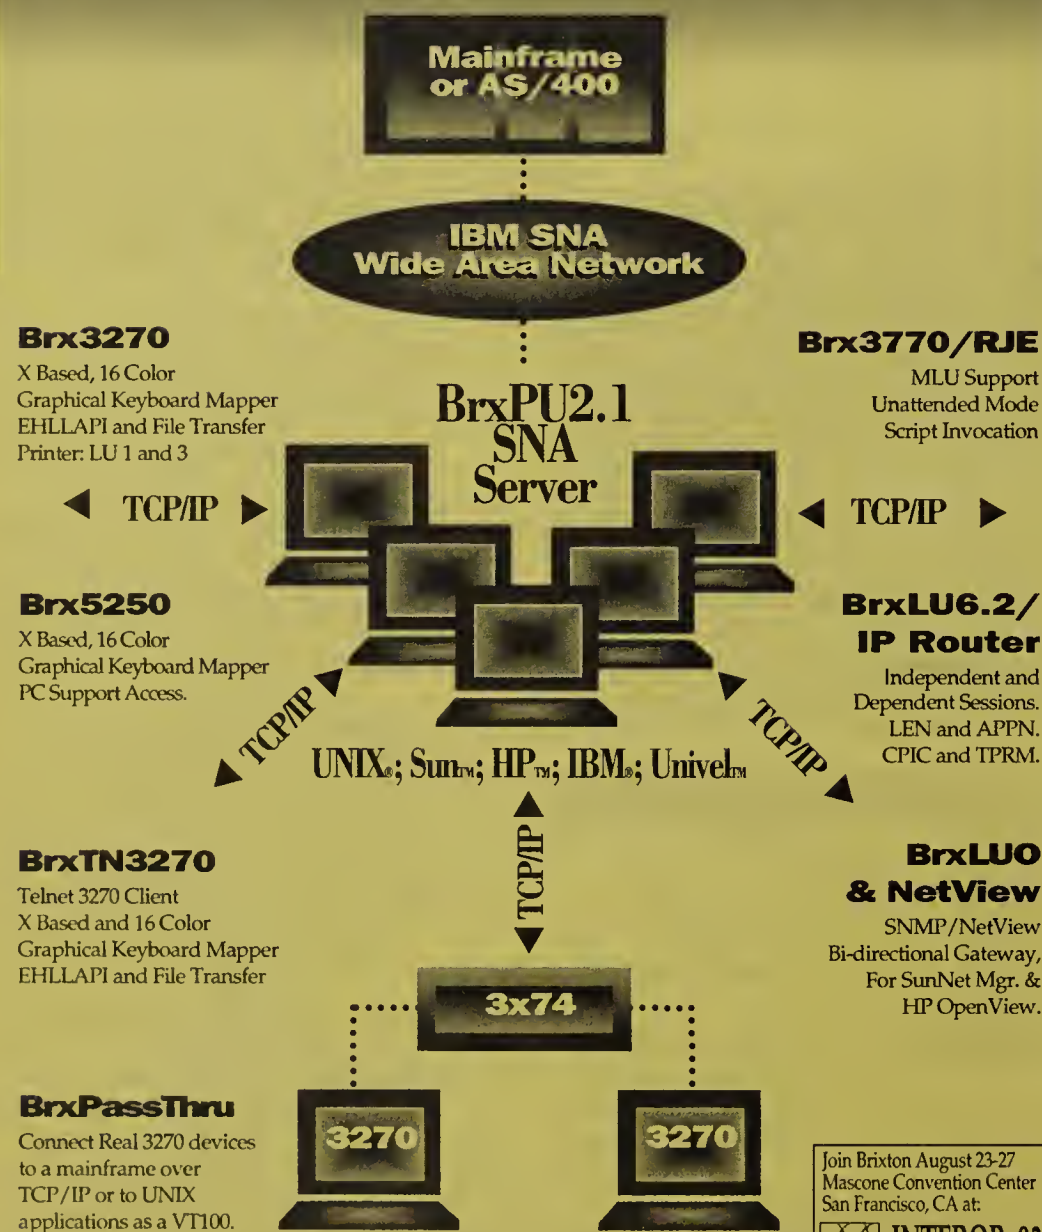 Mainframe
or AS/400
IBM SNA
Wide Area Network
Brx3270
X Based, 16 Color
Graphical Keyboard Mapper
EHLLAPI and File Transfer
Printer: LU 1 and 3
Brx3770/RJE
MLU Support
Unattended Mode
Script Invocation
BrxPU2.1
SNA
Server
TCP/IP
TCP/IP
Brx5250
X Based, 16 Color
Graphical Keyboard Mapper
PC Support Access.
BrxLU6.2/
IP Router
Independent and
Dependent Sessions.
LEN and APPN.
CPIC and TPRM.
TCP/IP
TCP/IP
UNIX®; Sun™; HP™; IBM®; Univel™
TCP/IP
BrxTN3270
Telnet 3270 Client
X Based and 16 Color
Graphical Keyboard Mapper
EHLLAPI and File Transfer
BrxLUO
& NetView
SNMP/NetView
Bi-directional Gateway,
For SunNet Mgr. &
HP OpenView.
3x74
BrxPassThru
Connect Real 3270 devices
to a mainframe over
TCP/IP or to UNIX
applications as a VT100.
3270
3270
Join Brixton August 23-27
Mascone Convention Center
San Francisco, CA at: